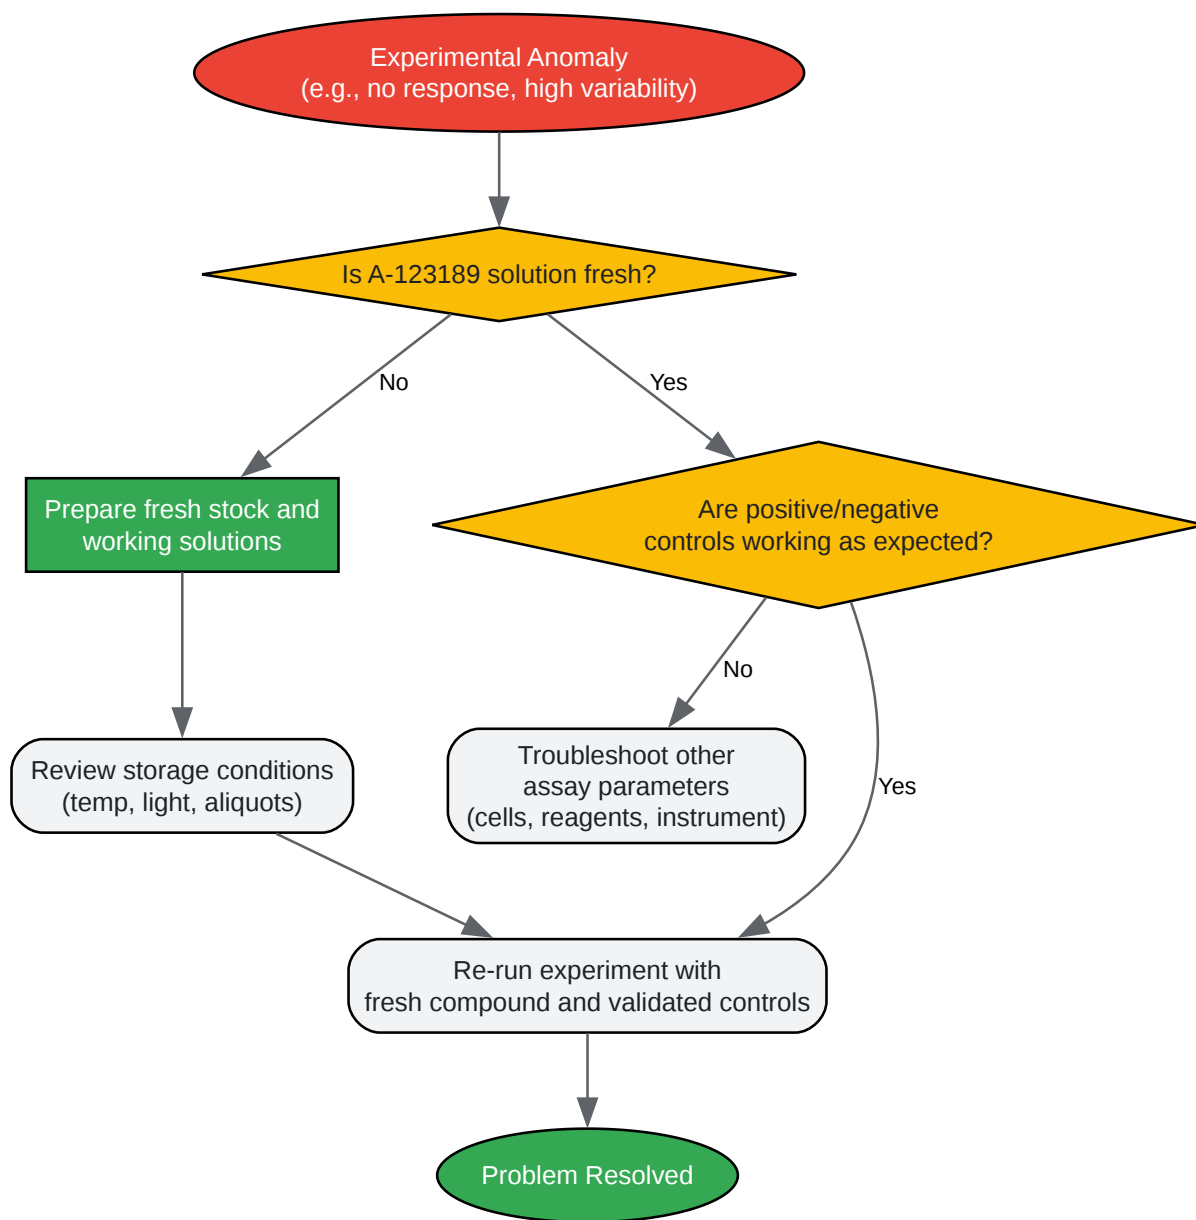 Experimental Anomaly
(e.g., no response, high variability)
Is A-123189 solution fresh?
No
Yes
Prepare fresh stock and
working solutions
Are positive/negative
controls working as expected?
No
Yes
Review storage conditions
(temp, light, aliquots)
Troubleshoot other
assay parameters
(cells, reagents, instrument)
Re-run experiment with
fresh compound and validated controls
Problem Resolved